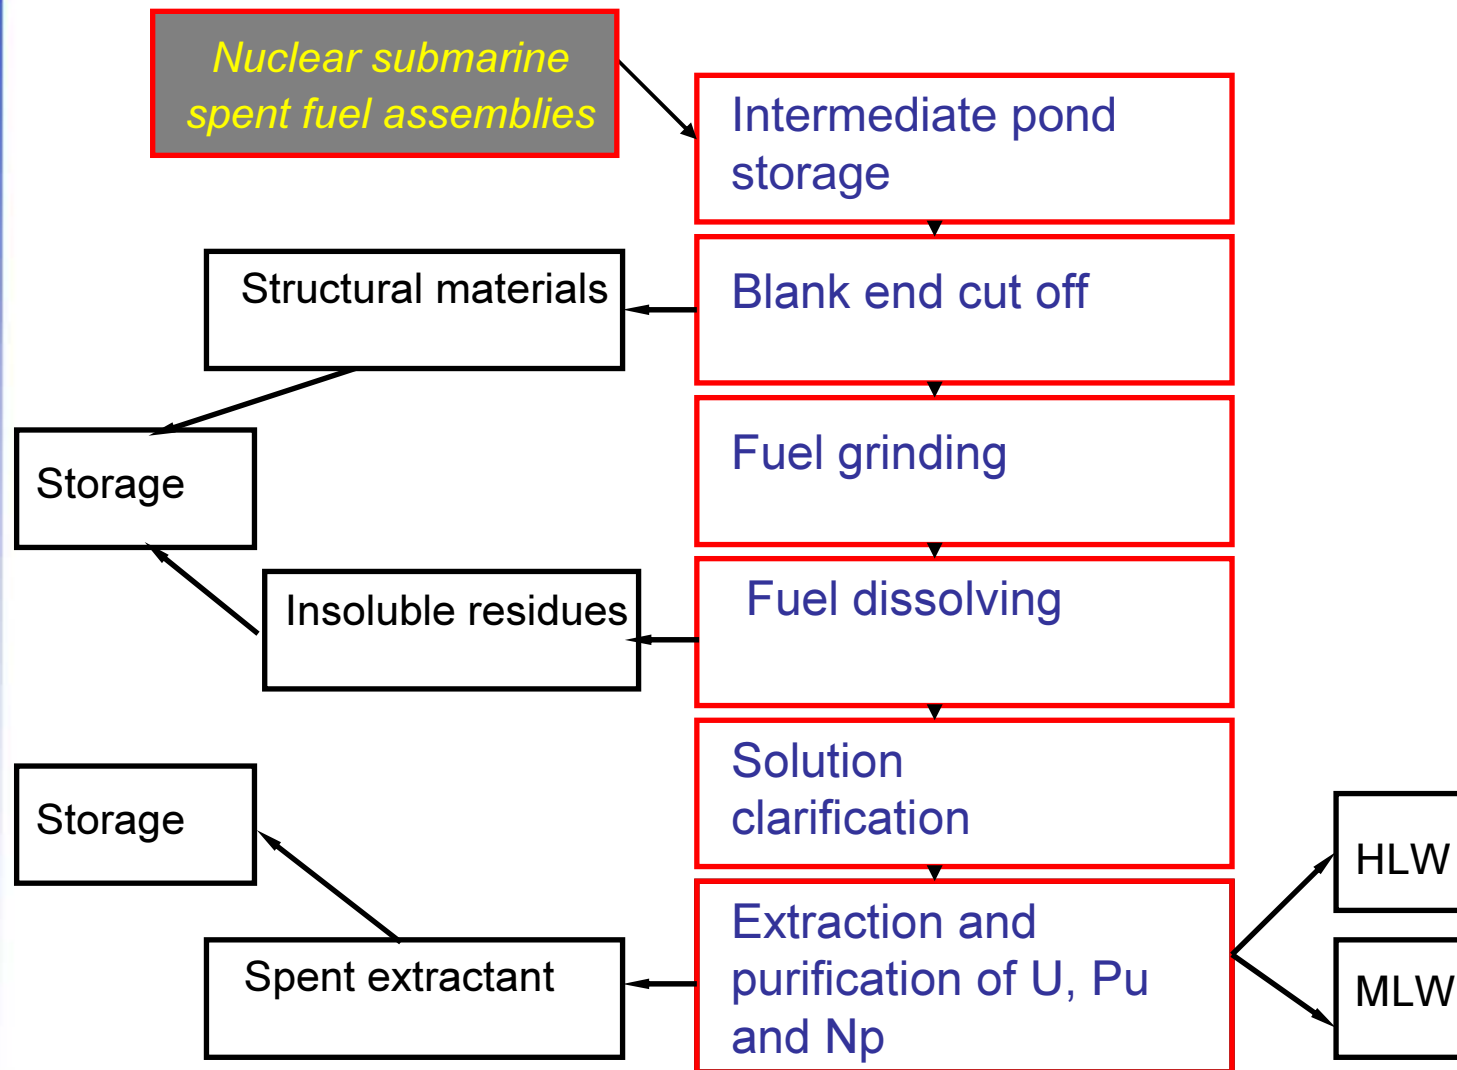 Nuclear submarine
spent fuel assemblies
Intermediate pond
storage
Structural materials
Blank end cut off
Storage
Fuel grinding
Insoluble residues
Fuel dissolving
Storage
Solution
clarification
HLW
Spent extractant
Extraction and
purification of U, Pu
and Np
MLW